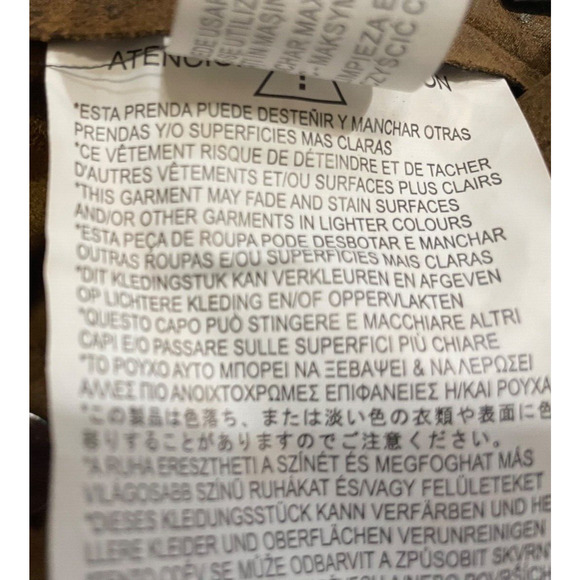 *ESTA PRENDA PUEDE DESTEÑIR Y MANCHAR OTRAS
PRENDAS Y/O SUPERFICIES MAS CLARAS
*CE VÊTEMENT RISQUE DE DÉTEINDRE ET DE TACHER
D'AUTRES VÊTEMENTS ET/OU SURFACES PLUS CLAIRS
*THIS GARMENT MAY FADE AND STAIN SURFACES
AND/OR OTHER GARMENTS IN LIGHTER COLOURS
*ESTA PEÇA DE ROUPA PODE DESBOTAR E MANCHAR
OUTRAS ROUPAS E/OU SUPERFÍCIES MAIS CLARAS
*DIT KLEDINGSTUK KAN VERKLEUREN EN AFGEVEN
OP LICHTERE KLEDING EN/OF OPPERVLAKTEN
*QUESTO CAPO PUÒ STINGERE E MACCHIARE ALTRI
CAPI E/O PASSARE SULLE SUPERFICI PIÙ CHIARE
*ΤΟ ΡΟΥΧΟ ΑΥΤΟ ΜΠΟΡΕΙ ΝΑ ΞΕΒΑΨΕΙ & ΝΑ ΛΕΡΩΣΕΙ
ΑΛΛΕΣ ΠΙΟ ΑΝΟΙΧΤΟΧΡΩΜΕΣ ΕΠΙΦΑΝΕΙΕΣ Η/ΚΑΙ ΡΟΥΧΑ
*この製品は色落ち、または淡い色の衣類や表面に色
移りすることがありますのでご注意ください。
*A RUHA ERESZTHETI A SZÍNÉT ÉS MEGFOGHAT MÁS
VILÁGOSABB SZÍNŰ RUHÁKAT ÉS/VAGY FELÜLETEKET
*DIESES KLEDUNGSSTÜCK KANN VERFÄRBEN UND HE
LLERE KLEIDER UND OBERFLÄCHEN VERUNREINIGEN
ODĚV SE MŮŽE ODBARVIT A ZPŮSOBIT SKVRN